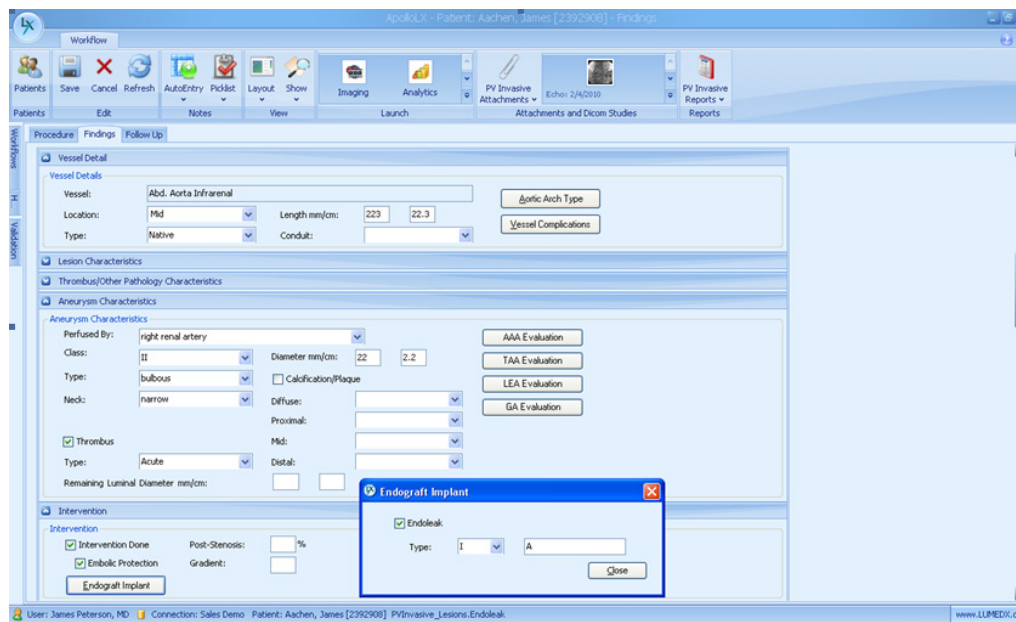 ApolloLX - Patient: Aachen, James [2392908] - Findings
LX
Workflow
Patients Save Cancel Refresh AutoEntry Picklist Layout Show Imaging Analytics PV Invasive Attachments Echo: 2/4/2010 PV Invasive Reports
Patients Edit Notes View Launch Attachments and Dicom Studies Reports
Workflows
H...
Validation
Procedure Findings Follow Up
Vessel Detail
Vessel Details
Vessel: Abd. Aorta Infrarenal Aortic Arch Type
Location: Mid Length mm/cm: 223 22.3 Vessel Complications
Type: Native Conduit:
Lesion Characteristics
Thrombus/Other Pathology Characteristics
Aneurysm Characteristics
Aneurysm Characteristics
Perfused By: right renal artery AAA Evaluation
Class: II Diameter mm/cm: 22 2.2 TAA Evaluation
Type: bulbous Calcification/Plaque LEA Evaluation
Neck: narrow Diffuse: GA Evaluation
Proximal:
Thrombus Mid:
Type: Acute Distal:
Remaining Luminal Diameter mm/cm:
Endograft Implant
Endoleak
Type: I A
Close
Intervention
Intervention
Intervention Done Post-Stenosis: %
Embolic Protection Gradient:
Endograft Implant
User: James Peterson, MD Connection: Sales Demo Patient: Aachen, James [2392908] PVInvasive_Lesions.Endoleak www.LUMEDX.c